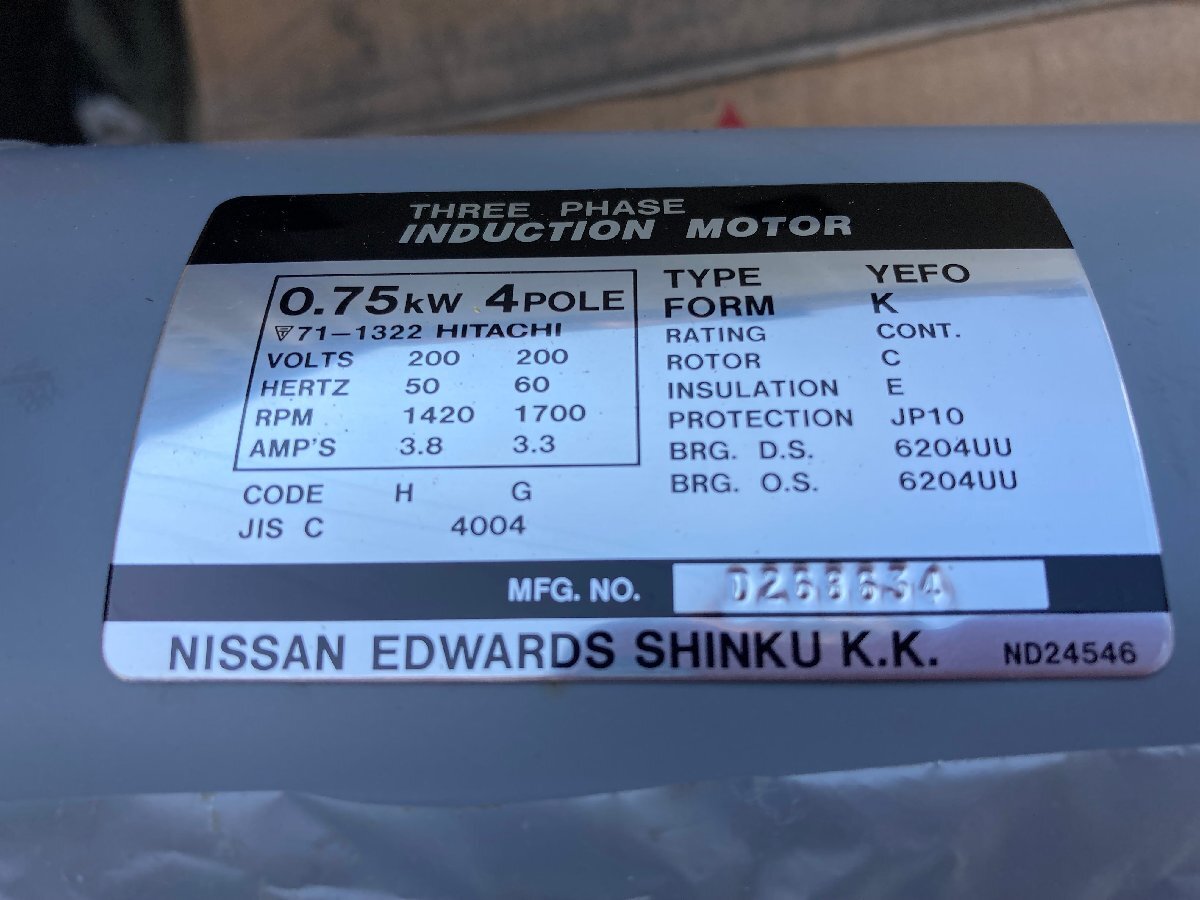 THREE PHASE
INDUCTION MOTOR
0.75kW 4POLE
71-1322 HITACHI
VOLTS 200 200
HERTZ 50 60
RPM 1420 1700
AMP'S 3.8 3.3
CODE H G
JIS C 4004
TYPE YEFO
FORM K
RATING CONT.
ROTOR C
INSULATION E
PROTECTION JP10
BRG. D.S. 6204UU
BRG. O.S. 6204UU
MFG. NO.
NISSAN EDWARDS SHINKU K.K. ND24546